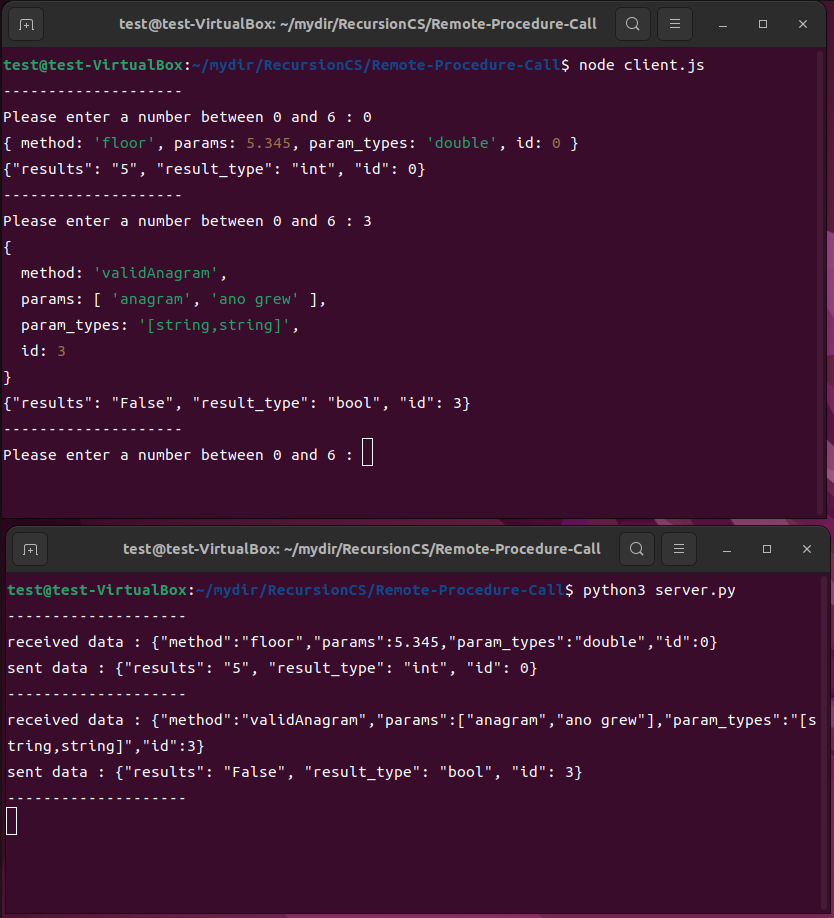 test@test-VirtualBox: ~/mydir/RecursionCS/Remote-Procedure-Call
test@test-VirtualBox:~/mydir/RecursionCS/Remote-Procedure-Call$ node client.js
--------------------
Please enter a number between 0 and 6 : 0
{ method: 'floor', params: 5.345, param_types: 'double', id: 0 }
{"results": "5", "result_type": "int", "id": 0}
--------------------
Please enter a number between 0 and 6 : 3
{
  method: 'validAnagram',
  params: [ 'anagram', 'ano grew' ],
  param_types: '[string,string]',
  id: 3
}
{"results": "False", "result_type": "bool", "id": 3}
--------------------
Please enter a number between 0 and 6 :
test@test-VirtualBox: ~/mydir/RecursionCS/Remote-Procedure-Call
test@test-VirtualBox:~/mydir/RecursionCS/Remote-Procedure-Call$ python3 server.py
--------------------
received data : {"method":"floor","params":5.345,"param_types":"double","id":0}
sent data : {"results": "5", "result_type": "int", "id": 0}
--------------------
received data : {"method":"validAnagram","params":["anagram","ano grew"],"param_types":"[s
tring,string]","id":3}
sent data : {"results": "False", "result_type": "bool", "id": 3}
--------------------